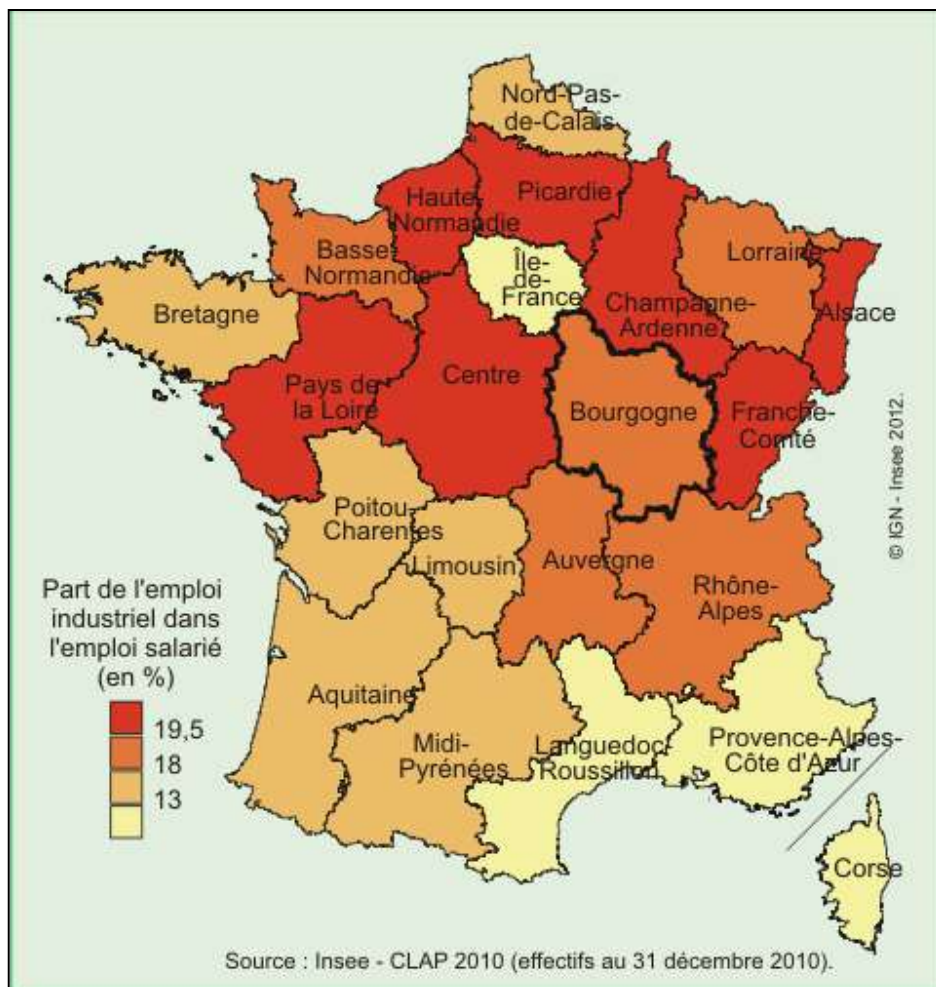 Nord-Pas-
de-Calais
Picardie
Haute-
Normandie
Basse-
Normandie
Île-
de-
France
Champagne-
Ardenne
Lorraine
Alsace
Bretagne
Pays de
la Loire
Centre
Bourgogne
Franche-
Comté
Poitou-
Charentes
Limousin
Auvergne
Rhône-
Alpes
Aquitaine
Midi-
Pyrénées
Languedoc-
Roussillon
Provence-Alpes-
Côte d'Azur
Corse
Part de l'emploi
industriel dans
l'emploi salarié
(en %)
19,5
18
13
© IGN - Insee 2012.
Source : Insee - CLAP 2010 (effectifs au 31 décembre 2010).